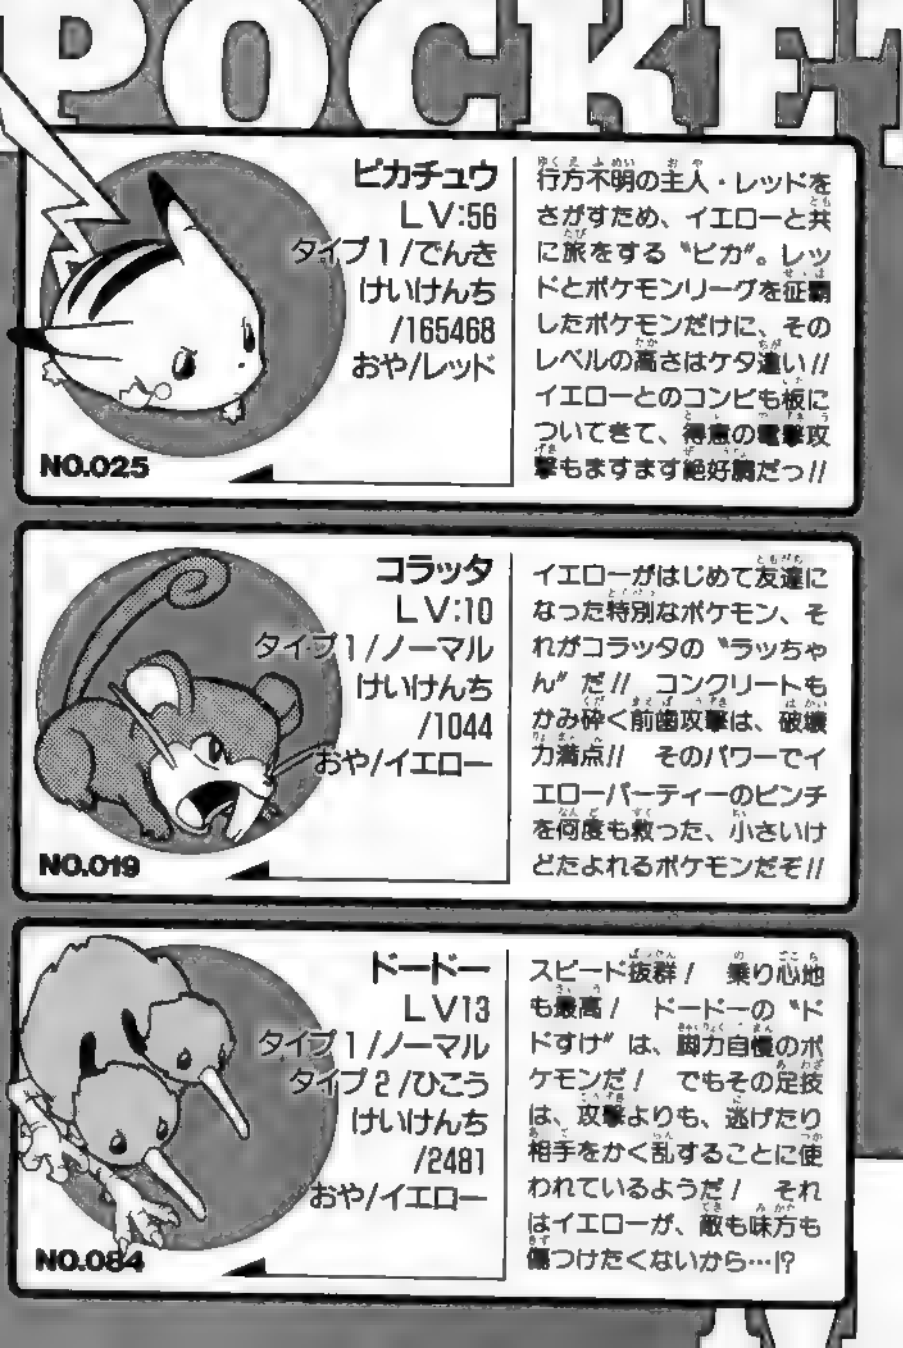 POCKET
ピカチュウ
LV:56
タイプ1/でんき
けいけんち
/165468
おや/レッド
NO.025
行方不明の主人・レッドを
さがすため、イエローと共
に旅をする〝ピカ〟。レッ
ドとポケモンリーグを征覇
したポケモンだけに、その
レベルの高さはケタ違い!!
イエローとのコンビも板に
ついてきて、得意の電撃攻
撃もますます絶好調だっ!!
コラッタ
LV:10
タイプ1/ノーマル
けいけんち
/1044
おや/イエロー
NO.019
イエローがはじめて友達に
なった特別なポケモン、そ
れがコラッタの〝ラッちゃ
ん〟だ!!　コンクリートも
かみ砕く前歯攻撃は、破壊
力満点!!　そのパワーでイ
エローパーティーのピンチ
を何度も救った、小さいけ
どたよれるポケモンだぞ!!
ドードー
LV13
タイプ1/ノーマル
タイプ2/ひこう
けいけんち
/2481
おや/イエロー
NO.084
スピード抜群!　乗り心地
も最高!　ドードーの〝ド
ドすけ〟は、脚力自慢のポ
ケモンだ!　でもその足技
は、攻撃よりも、逃げたり
相手をかく乱することに使
われているようだ!　それ
はイエローが、敵も味方も
傷つけたくないから…!?